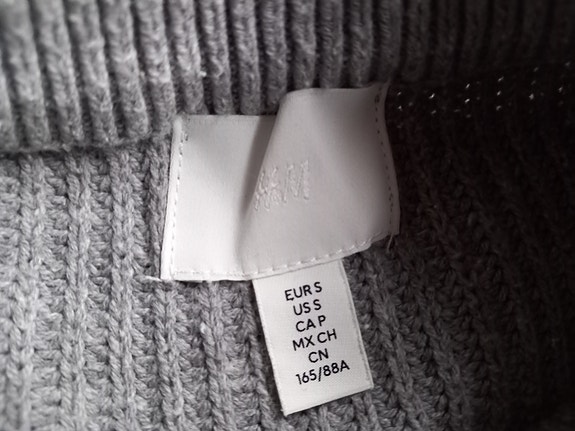 H&M
EUR S
US S
CA P
MX CH
CN
165/88A